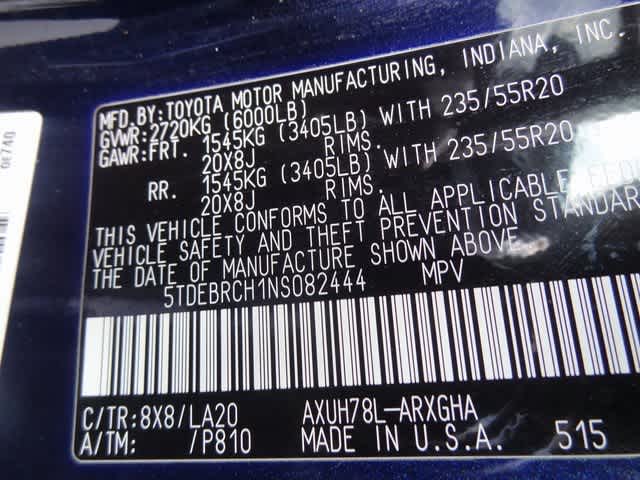 MFD.BY:TOYOTA MOTOR MANUFACTURING, INDIANA, INC.
GVWR:2720KG (6000LB)
GAWR:FRT. 1545KG (3405LB) WITH 235/55R20
20X8J RIMS.
RR. 1545KG (3405LB) WITH 235/55R20
20X8J RIMS.
THIS VEHICLE CONFORMS TO ALL APPLICABLE
VEHICLE SAFETY AND THEFT PREVENTION STANDAR
THE DATE OF MANUFACTURE SHOWN ABOVE.
5TDEBRCH1NS082444 MPV
C/TR:8X8/LA20 AXUH78L-ARXGHA
A/TM: /P810 MADE IN U.S.A. 515
0E740